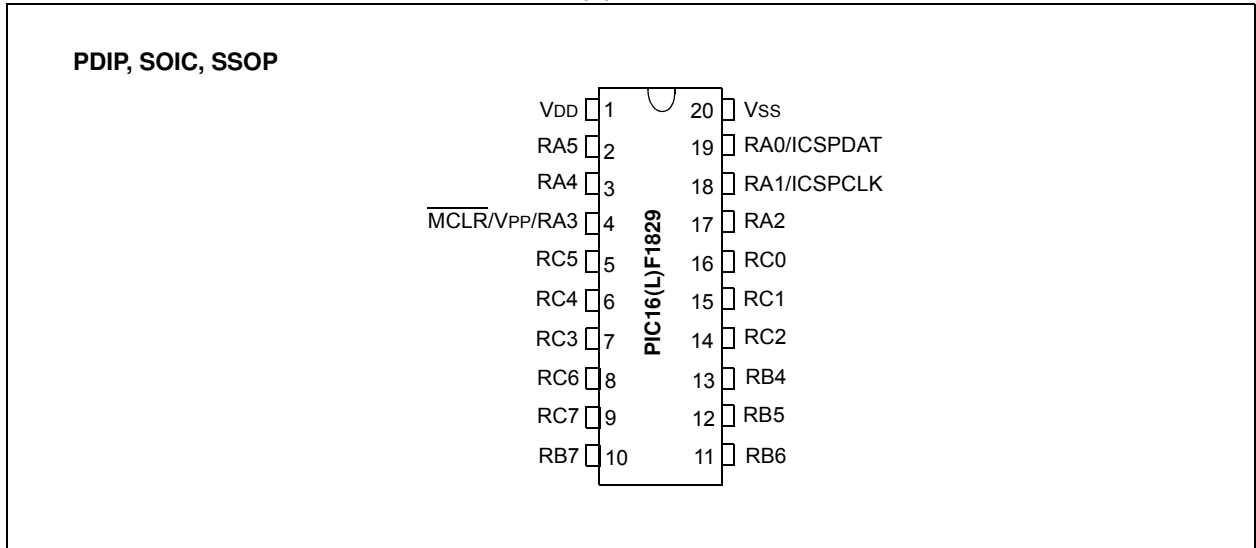 PDIP, SOIC, SSOP
VDD 1 20 VSS
RA5 2 19 RA0/ICSPDAT
RA4 3 18 RA1/ICSPCLK
MCLR/VPP/RA3 4 17 RA2
RC5 5 16 RC0
RC4 6 15 RC1
RC3 7 14 RC2
RC6 8 13 RB4
RC7 9 12 RB5
RB7 10 11 RB6
PIC16(L)F1829